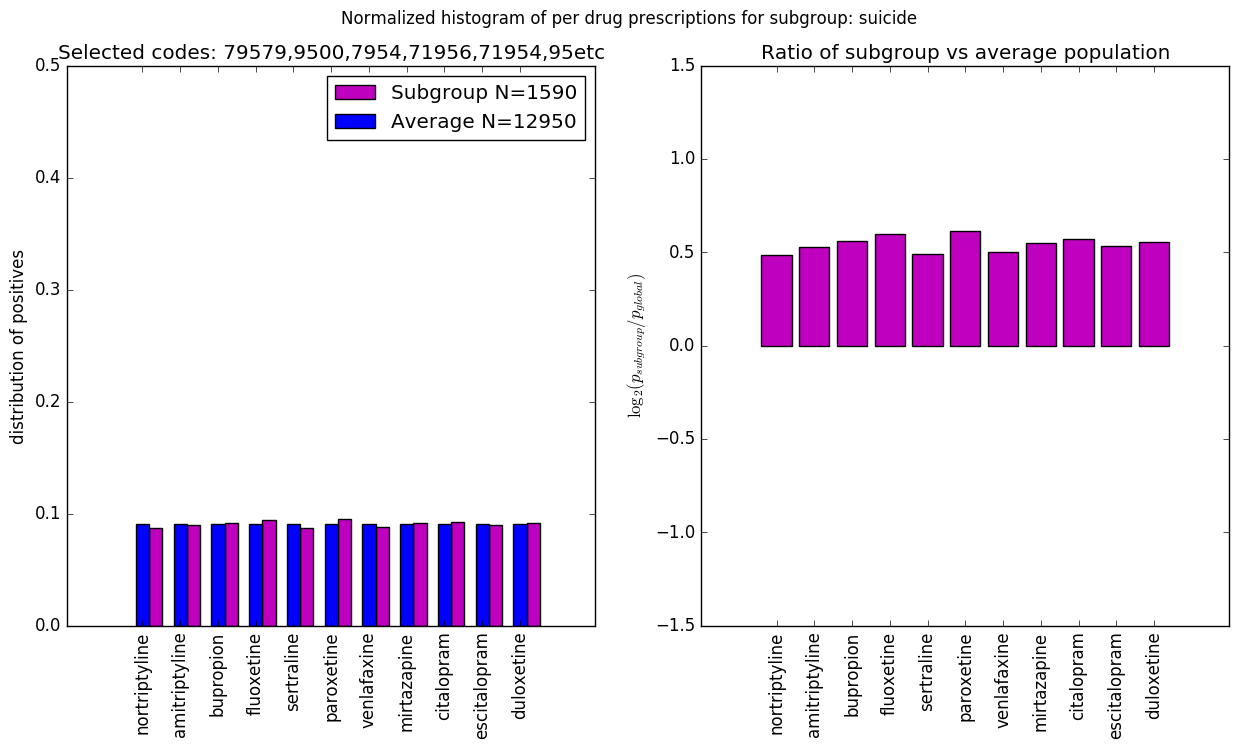 Normalized histogram of per drug prescriptions for subgroup: suicide
Selected codes: 79579,9500,7954,71956,71954,95etc
Subgroup N=1590
Average N=12950
distribution of positives
0.5
0.4
0.3
0.2
0.1
0.0
nortriptyline
amitriptyline
bupropion
fluoxetine
sertraline
paroxetine
venlafaxine
mirtazapine
citalopram
escitalopram
duloxetine
Ratio of subgroup vs average population
log2(psubgroup/pglobal)
1.5
1.0
0.5
0.0
−0.5
−1.0
−1.5
nortriptyline
amitriptyline
bupropion
fluoxetine
sertraline
paroxetine
venlafaxine
mirtazapine
citalopram
escitalopram
duloxetine